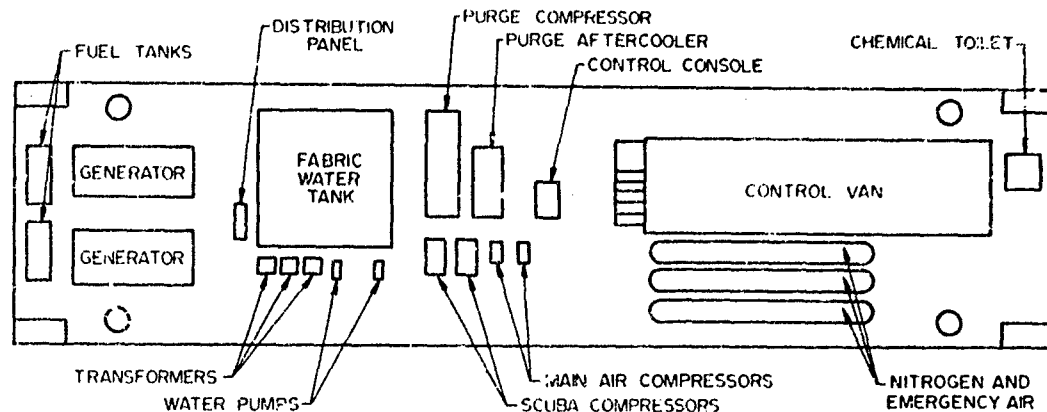 PURGE COMPRESSOR
DISTRIBUTION
PANEL
PURGE AFTERCOOLER
FUEL TANKS
CONTROL CONSOLE
CHEMICAL TOILET
GENERATOR
FABRIC
WATER
TANK
CONTROL VAN
GENERATOR
TRANSFORMERS
MAIN AIR COMPRESSORS
NITROGEN AND
EMERGENCY AIR
WATER PUMPS
SCUBA COMPRESSORS